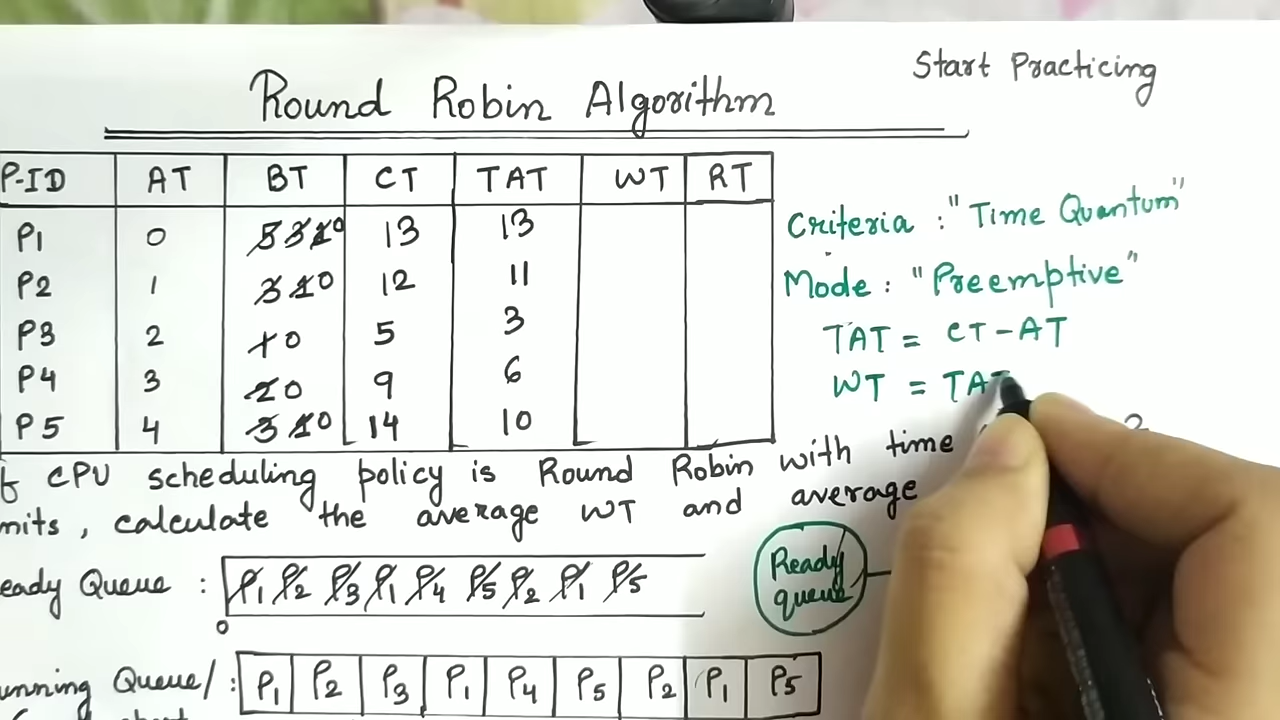 Start Practicing
Round Robin Algorithm
P-ID AT BT CT TAT WT RT
P1 0 5 3 1 0 13 13
P2 1 3 1 0 12 11
P3 2 1 0 5 3
P4 3 2 0 9 6
P5 4 3 1 0 14 10
Criteria : "Time Quantum"
Mode : "Preemptive"
TAT = CT - AT
WT = TAT
f CPU scheduling policy is Round Robin with time 2
nits, calculate the average WT and average
eady Queue : P1 P2 P3 P1 P4 P5 P2 P1 P5
0
Ready
queue
unning Queue/ : P1 P2 P3 P1 P4 P5 P2 P1 P5